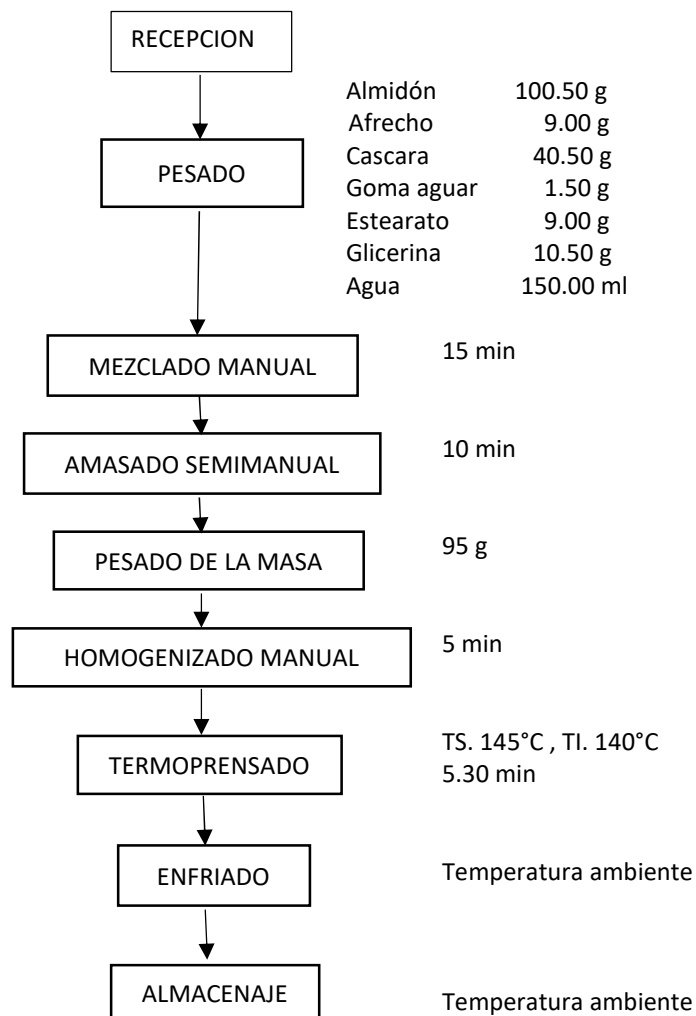 RECEPCION
Almidón 100.50 g
Afrecho 9.00 g
PESADO
Cascara 40.50 g
Goma aguar 1.50 g
Estearato 9.00 g
Glicerina 10.50 g
Agua 150.00 ml
MEZCLADO MANUAL
15 min
AMASADO SEMIMANUAL
10 min
PESADO DE LA MASA
95 g
HOMOGENIZADO MANUAL
5 min
TERMOPRENSADO
TS. 145°C , TI. 140°C
5.30 min
ENFRIADO
Temperatura ambiente
ALMACENAJE
Temperatura ambiente